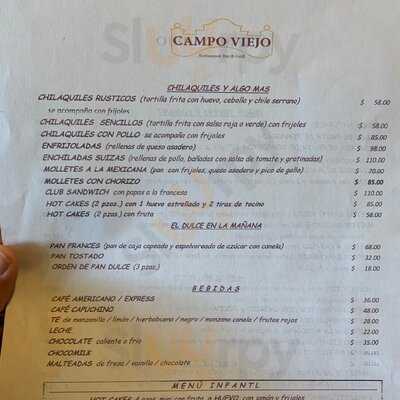 CAMPO VIEJO
Restaurant Bar & Grill
CHILAQUILES Y ALGO MAS
CHILAQUILES RUSTICOS (tortilla frita con huevo, cebolla y chile serrano) $ 58.00
se acompaña con frijoles
CHILAQUILES SENCILLOS (tortilla frita con salsa roja o verde) con frijoles $ 58.00
CHILAQUILES CON POLLO se acompaña con frijoles $ 85.00
ENFRIJOLADAS (rellenas de queso asadero) $ 98.00
ENCHILADAS SUIZAS (rellenas de pollo, bañadas con salsa de tomate y gratinadas) $ 110.00
MOLLETES A LA MEXICANA (pan con frijoles, queso asadero y pico de gallo) $ 70.00
MOLLETES CON CHORIZO $ 85.00
CLUB SANDWICH con papas a la francesa $ 110.00
HOT CAKES (2 pzas.) con 1 huevo estrellado y 2 tiras de tocino $ 85.00
HOT CAKES (2 pzas.) con fruta $ 58.00
EL DULCE EN LA MAÑANA
PAN FRANCES (pan de caja capeado y espolvoreado de azúcar con canela) $ 68.00
PAN TOSTADO $ 32.00
ORDEN DE PAN DULCE (3 pzas.) $ 18.00
BEBIDAS
CAFÉ AMERICANO / EXPRESS $ 36.00
CAFÉ CAPUCHINO $ 48.00
TE de manzanilla / limón / hierbabuena / negro / manzana canela / frutos rojos $ 28.00
LECHE $ 22.00
CHOCOLATE caliente o frio $ 35.00
CHOCOMILK $
MALTEADAS de fresa / vainilla / chocolate $
MENÚ INFANTIL